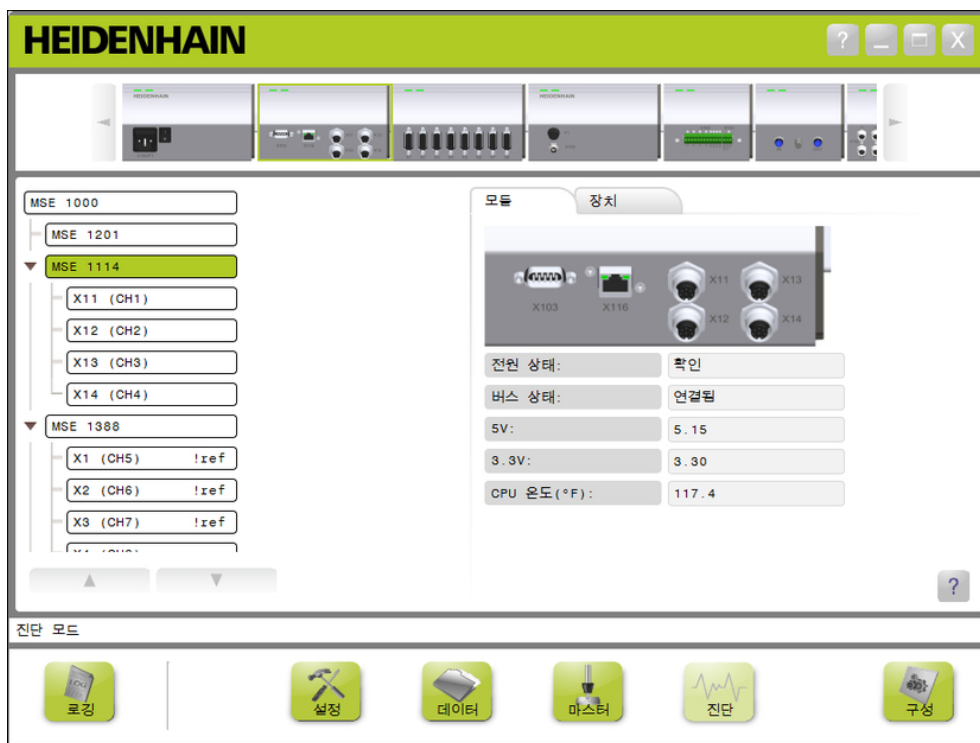 HEIDENHAIN
?
X
HEIDENHAIN
HEIDENHAIN
MSE 1000
MSE 1201
MSE 1114
X11 (CH1)
X12 (CH2)
X13 (CH3)
X14 (CH4)
MSE 1388
X1 (CH5) !ref
X2 (CH6) !ref
X3 (CH7) !ref
모듈
장치
X103
X116
X11
X13
X12
X14
전원 상태: 확인
버스 상태: 연결됨
5V: 5.15
3.3V: 3.30
CPU 온도(°F): 117.4
?
진단 모드
LOG
로깅
설정
데이터
마스터
진단
구성